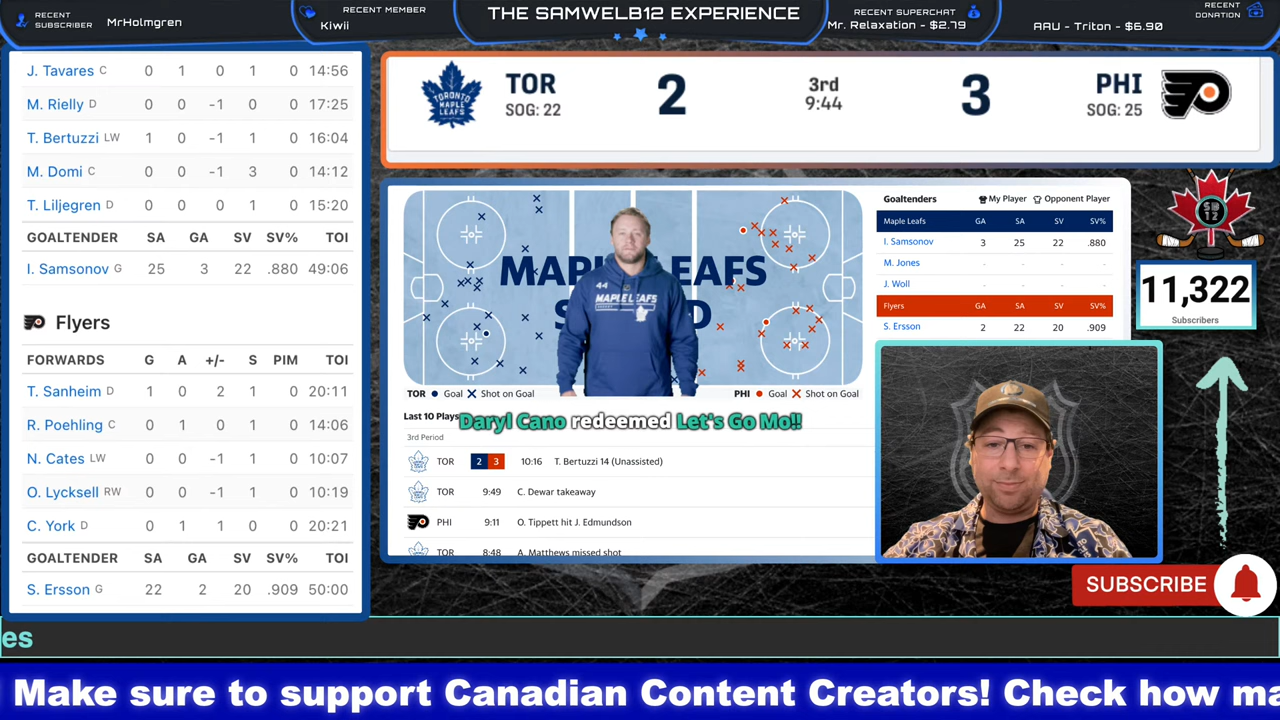 RECENT SUBSCRIBER
MrHolmgren
RECENT MEMBER
Kiwii
THE SAMWELB12 EXPERIENCE
RECENT SUPERCHAT
Mr. Relaxation - $2.79
RECENT DONATION
AAU - Triton - $6.90
J. Tavares C 0 1 0 1 0 14:56
M. Rielly D 0 0 -1 0 0 17:25
T. Bertuzzi LW 1 0 -1 1 0 16:04
M. Domi C 0 0 -1 3 0 14:12
T. Liljegren D 0 0 0 1 0 15:20
GOALTENDER SA GA SV SV% TOI
I. Samsonov G 25 3 22 .880 49:06
Flyers
FORWARDS G A +/- S PIM TOI
T. Sanheim D 1 0 2 1 0 20:11
R. Poehling C 0 1 0 1 0 14:06
N. Cates LW 0 0 -1 1 0 10:07
O. Lycksell RW 0 0 -1 1 0 10:19
C. York D 0 1 1 0 0 20:21
GOALTENDER SA GA SV SV% TOI
S. Ersson G 22 2 20 .909 50:00
TORONTO MAPLE LEAFS
TOR
SOG: 22
2
3rd
9:44
3
PHI
SOG: 25
MAPLE LEAFS
44
MAPLE LEAFS
TOR Goal Shot on Goal
PHI Goal Shot on Goal
Last 10 Plays
Daryl Cano redeemed Let's Go Mo!!
3rd Period
TOR 2 3 10:16 T. Bertuzzi 14 (Unassisted)
TOR 9:49 C. Dewar takeaway
PHI 9:11 O. Tippett hit J. Edmundson
TOR 8:48 A. Matthews missed shot
Goaltenders My Player Opponent Player
Maple Leafs GA SA SV SV%
I. Samsonov 3 25 22 .880
M. Jones - - - -
J. Woll - - - -
Flyers GA SA SV SV%
S. Ersson 2 22 20 .909
SB
12
11,322
Subscribers
SUBSCRIBE
es
Make sure to support Canadian Content Creators! Check how ma